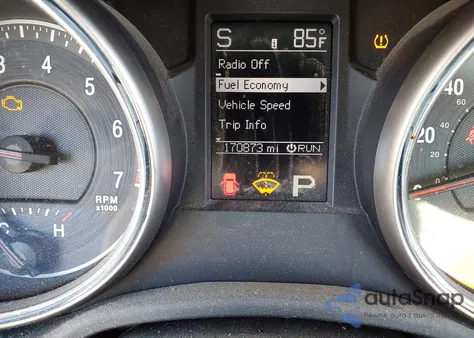 S 85°F
Radio Off
Fuel Economy
Vehicle Speed
Trip Info
170873 mi RUN
P
3 4 5 6 7
RPM
x1000
C H
40
20
autoSnap